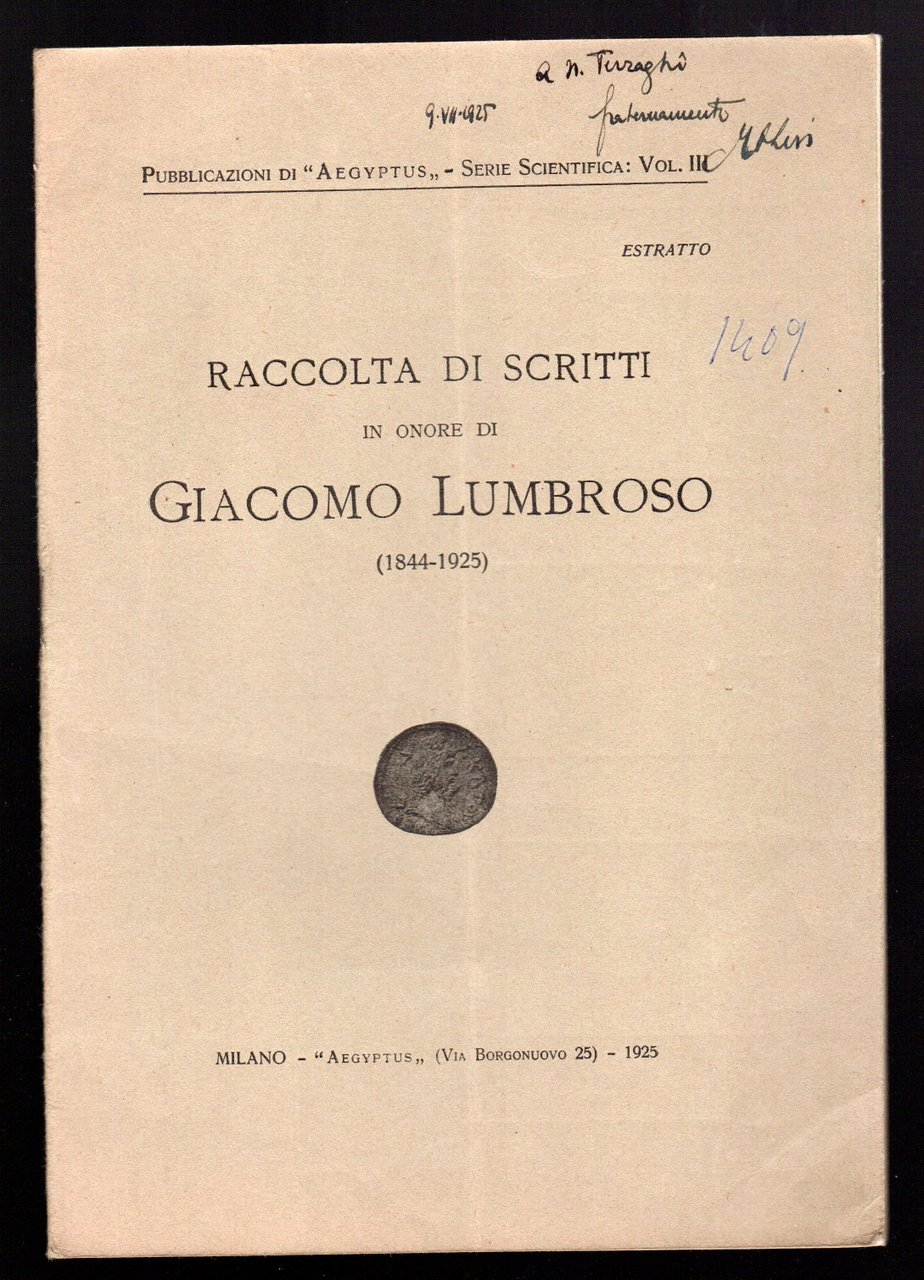 a N. Terzaghi
9.VII.1925
fraternamente
PUBBLICAZIONI DI “AEGYPTUS„ - SERIE SCIENTIFICA: VOL. III
ESTRATTO
1409
RACCOLTA DI SCRITTI
IN ONORE DI
GIACOMO LUMBROSO
(1844-1925)
MILANO - “AEGYPTUS„ (VIA BORGONUOVO 25) - 1925